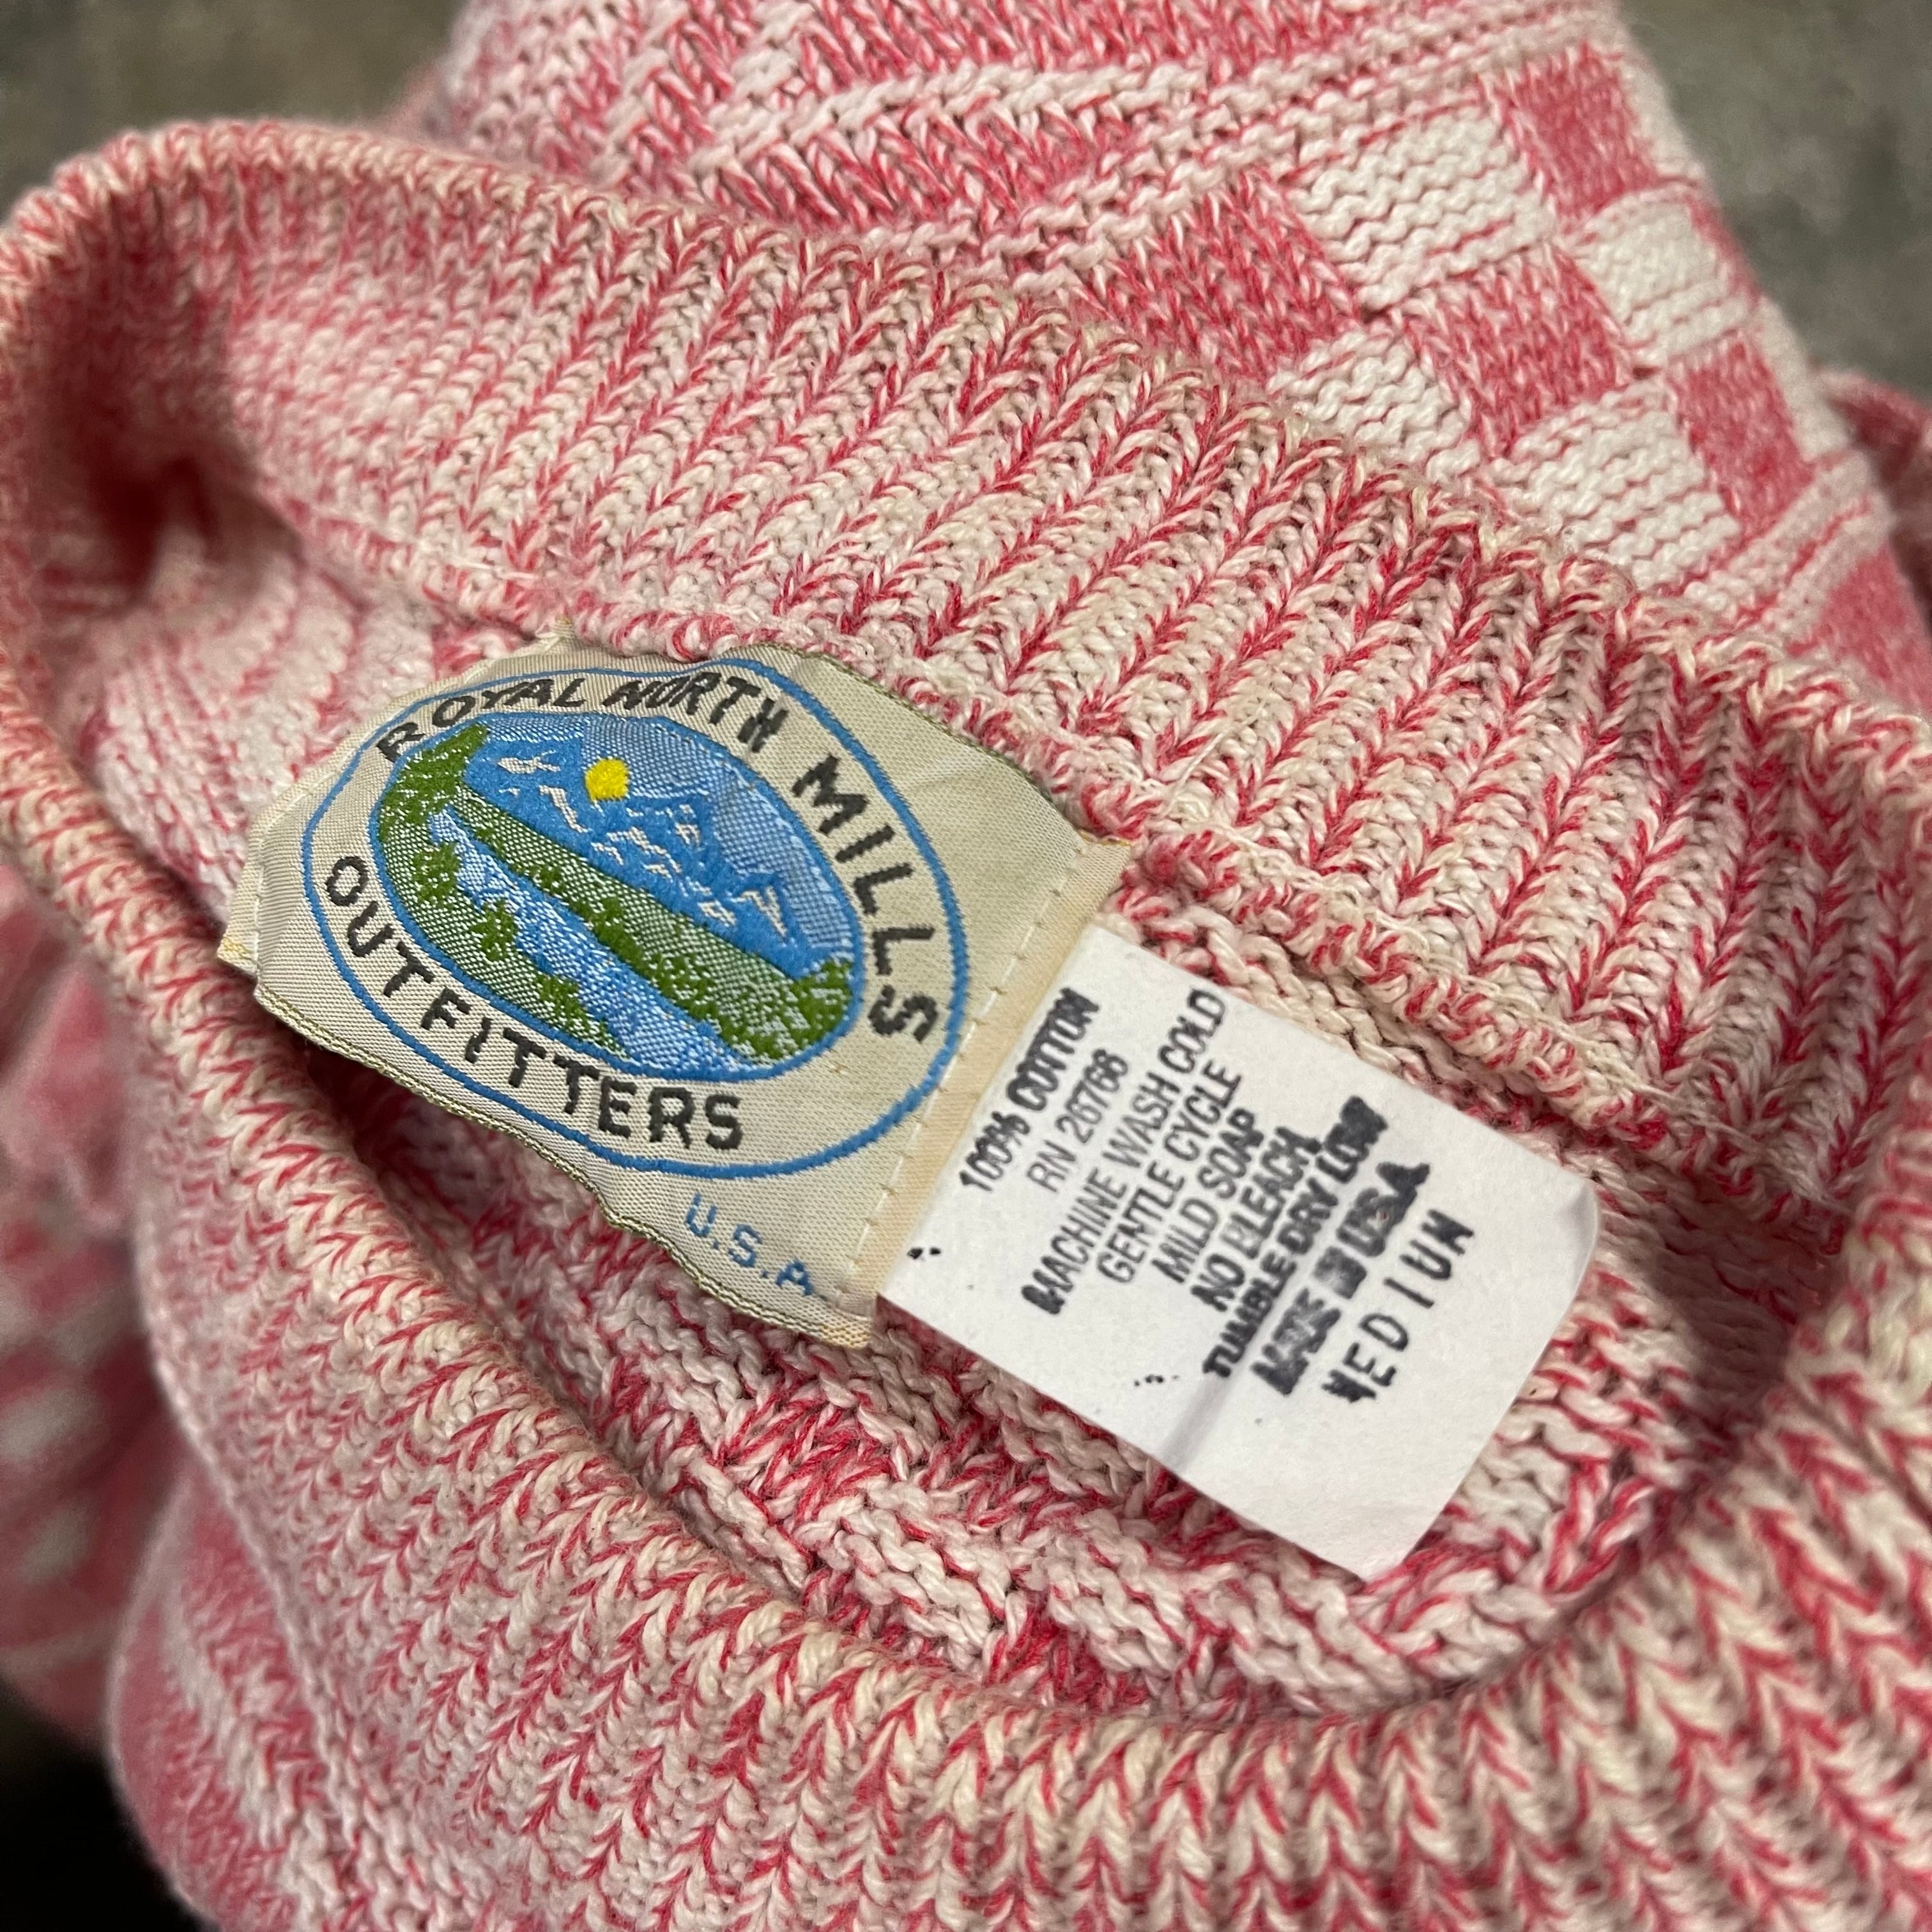 ROYAL NORTH MILLS
OUTFITTERS
U.S.A.
100% COTTON
RN 26766
MACHINE WASH COLD
GENTLE CYCLE
MILD SOAP
NO BLEACH
TUMBLE DRY LOW
MADE IN USA
MEDIUM